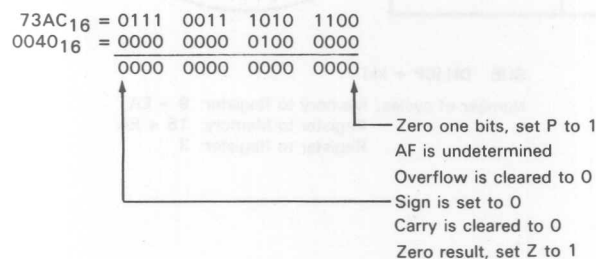 73AC16 = 0111 0011 1010 1100
004016 = 0000 0000 0100 0000
0000 0000 0000 0000
Zero one bits, set P to 1
AF is undetermined
Overflow is cleared to 0
Sign is set to 0
Carry is cleared to 0
Zero result, set Z to 1